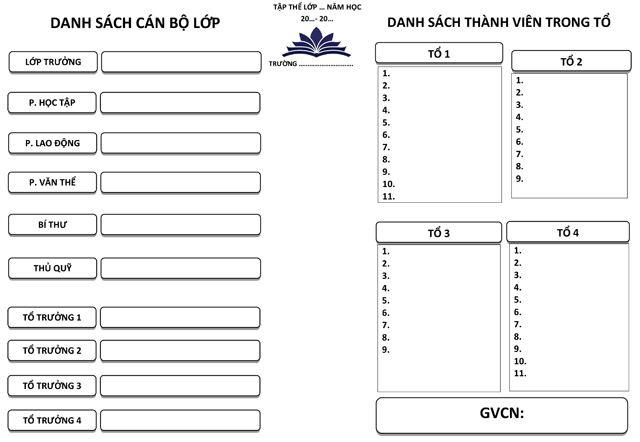 DANH SÁCH CÁN BỘ LỚP
LỚP TRƯỞNG
P. HỌC TẬP
P. LAO ĐỘNG
P. VĂN THỂ
BÍ THƯ
THỦ QUỸ
TỔ TRƯỞNG 1
TỔ TRƯỞNG 2
TỔ TRƯỞNG 3
TỔ TRƯỞNG 4
TẬP THỂ LỚP ... NĂM HỌC
20...- 20...
TRƯỜNG ................................
DANH SÁCH THÀNH VIÊN TRONG TỔ
TỔ 1
1.
2.
3.
4.
5.
6.
7.
8.
9.
10.
11.
TỔ 2
1.
2.
3.
4.
5.
6.
7.
8.
9.
TỔ 3
1.
2.
3.
4.
5.
6.
7.
8.
9.
TỔ 4
1.
2.
3.
4.
5.
6.
7.
8.
9.
10.
11.
GVCN: